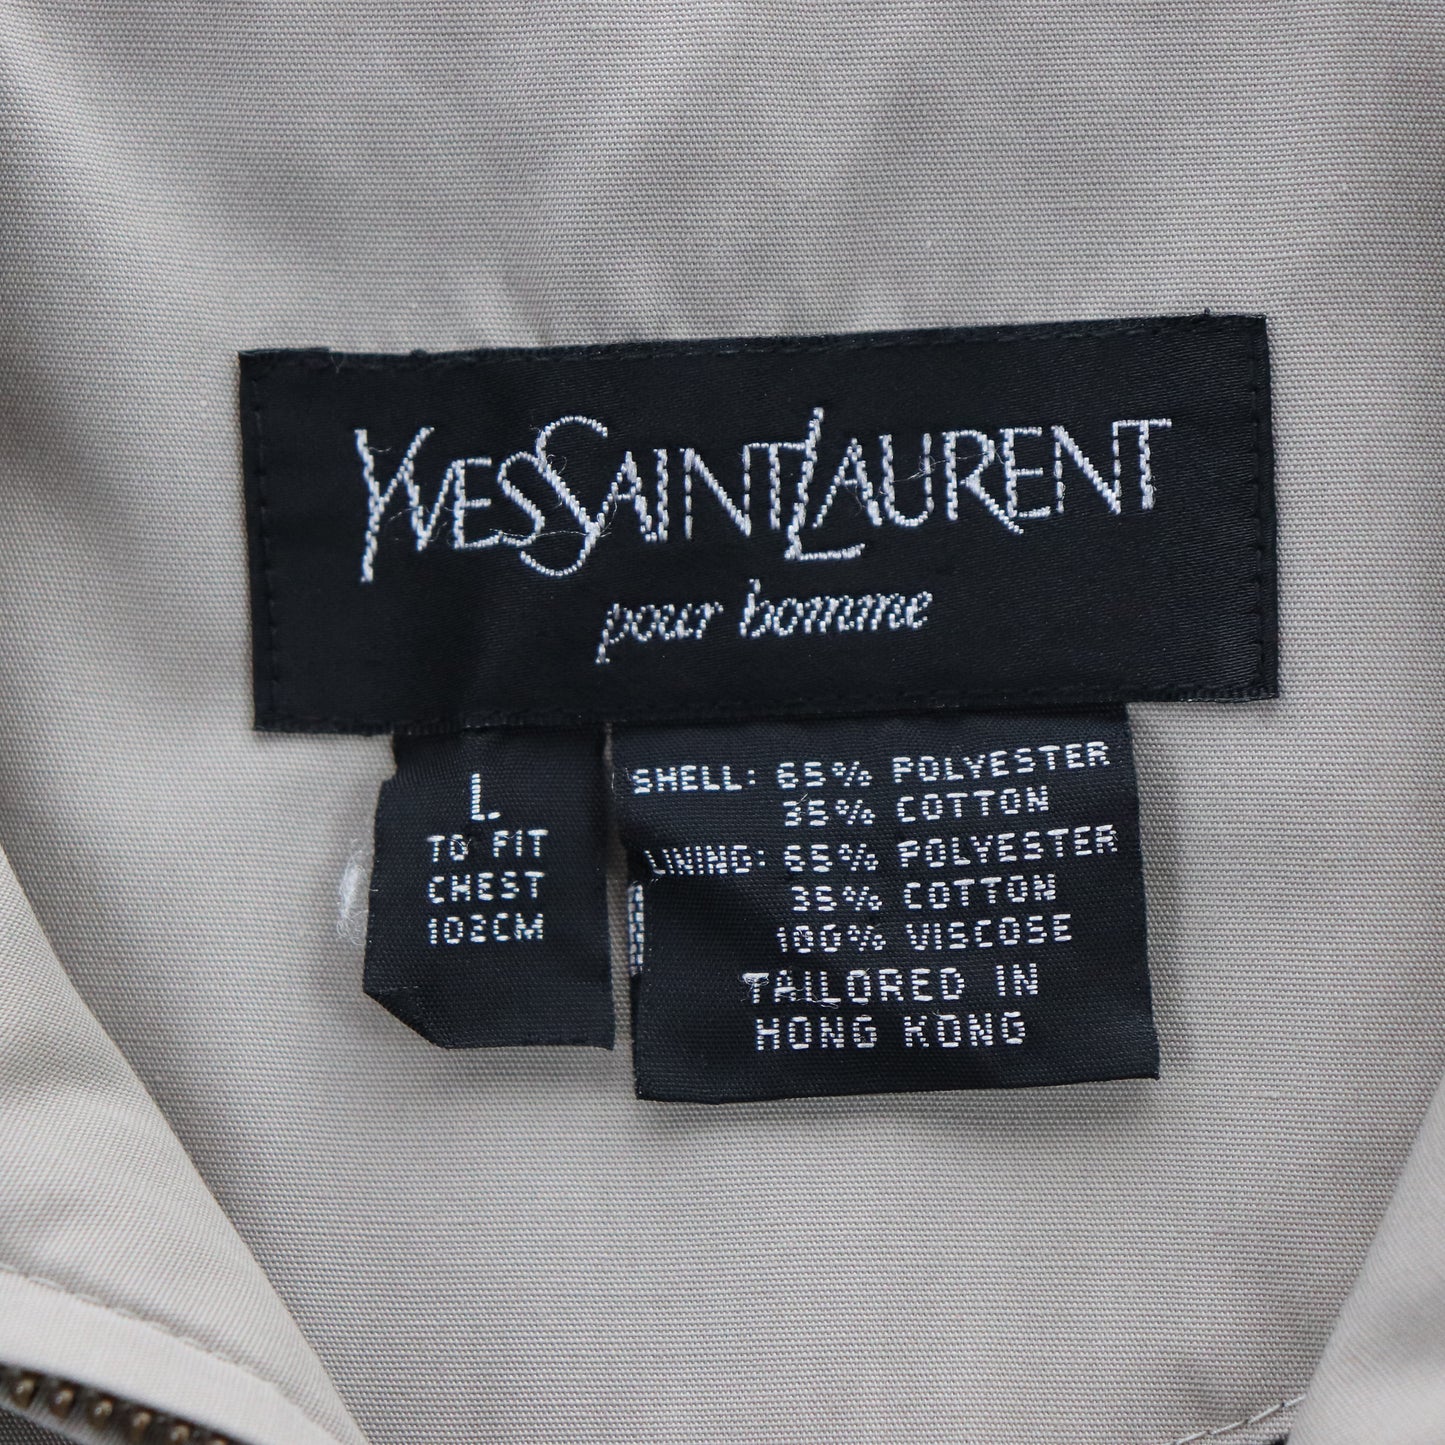 YVESSAINTLAURENT
pour homme
L
TO FIT
CHEST
102CM
SHELL: 65% POLYESTER
35% COTTON
LINING: 65% POLYESTER
35% COTTON
100% VISCOSE
TAILORED IN
HONG KONG